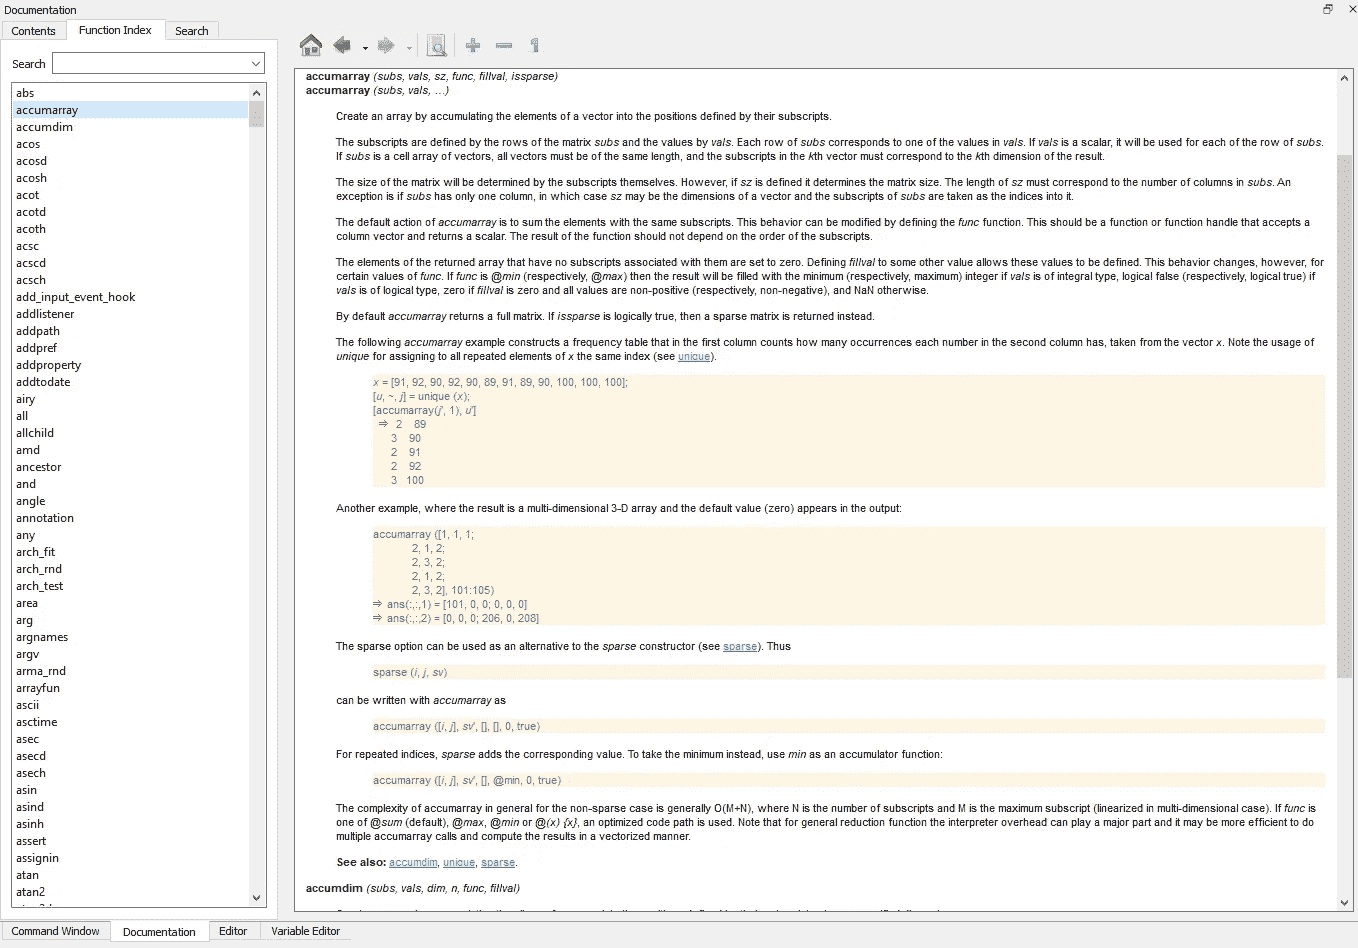 Documentation
Contents
Function Index
Search
Search
abs
accumarray
accumdim
acos
acosd
acosh
acot
acotd
acoth
acsc
acscd
acsch
add_input_event_hook
addlistener
addpath
addpref
addproperty
addtodate
airy
all
allchild
amd
ancestor
and
angle
annotation
any
arch_fit
arch_rnd
arch_test
area
arg
argnames
argv
arma_rnd
arrayfun
ascii
asctime
asec
asecd
asech
asin
asind
asinh
assert
assignin
atan
atan2
accumarray (subs, vals, sz, func, fillval, issparse)
accumarray (subs, vals, …)
Create an array by accumulating the elements of a vector into the positions defined by their subscripts.
The subscripts are defined by the rows of the matrix subs and the values by vals. Each row of subs corresponds to one of the values in vals. If vals is a scalar, it will be used for each of the row of subs.
If subs is a cell array of vectors, all vectors must be of the same length, and the subscripts in the kth vector must correspond to the kth dimension of the result.
The size of the matrix will be determined by the subscripts themselves. However, if sz is defined it determines the matrix size. The length of sz must correspond to the number of columns in subs. An
exception is if subs has only one column, in which case sz may be the dimensions of a vector and the subscripts of subs are taken as the indices into it.
The default action of accumarray is to sum the elements with the same subscripts. This behavior can be modified by defining the func function. This should be a function or function handle that accepts a
column vector and returns a scalar. The result of the function should not depend on the order of the subscripts.
The elements of the returned array that have no subscripts associated with them are set to zero. Defining fillval to some other value allows these values to be defined. This behavior changes, however, for
certain values of func. If func is @min (respectively, @max) then the result will be filled with the minimum (respectively, maximum) integer if vals is of integral type, logical false (respectively, logical true) if
vals is of logical type, zero if fillval is zero and all values are non-positive (respectively, non-negative), and NaN otherwise.
By default accumarray returns a full matrix. If issparse is logically true, then a sparse matrix is returned instead.
The following accumarray example constructs a frequency table that in the first column counts how many occurrences each number in the second column has, taken from the vector x. Note the usage of
unique for assigning to all repeated elements of x the same index (see unique).
x = [91, 92, 90, 92, 90, 89, 91, 89, 90, 100, 100, 100];
[u, ~, j] = unique (x);
[accumarray(j', 1), u']
⇒ 2 89
3 90
2 91
2 92
3 100
Another example, where the result is a multi-dimensional 3-D array and the default value (zero) appears in the output:
accumarray ([1, 1, 1;
2, 1, 2;
2, 3, 2;
2, 1, 2;
2, 3, 2], 101:105)
⇒ ans(:,:,1) = [101, 0, 0; 0, 0, 0]
⇒ ans(:,:,2) = [0, 0, 0; 206, 0, 208]
The sparse option can be used as an alternative to the sparse constructor (see sparse). Thus
sparse (i, j, sv)
can be written with accumarray as
accumarray ([i, j], sv', [], [], 0, true)
For repeated indices, sparse adds the corresponding value. To take the minimum instead, use min as an accumulator function:
accumarray ([i, j], sv', [], @min, 0, true)
The complexity of accumarray in general for the non-sparse case is generally O(M+N), where N is the number of subscripts and M is the maximum subscript (linearized in multi-dimensional case). If func is
one of @sum (default), @max, @min or @(x) {x}, an optimized code path is used. Note that for general reduction function the interpreter overhead can play a major part and it may be more efficient to do
multiple accumarray calls and compute the results in a vectorized manner.
See also: accumdim, unique, sparse.
accumdim (subs, vals, dim, n, func, fillval)
Command Window
Documentation
Editor
Variable Editor